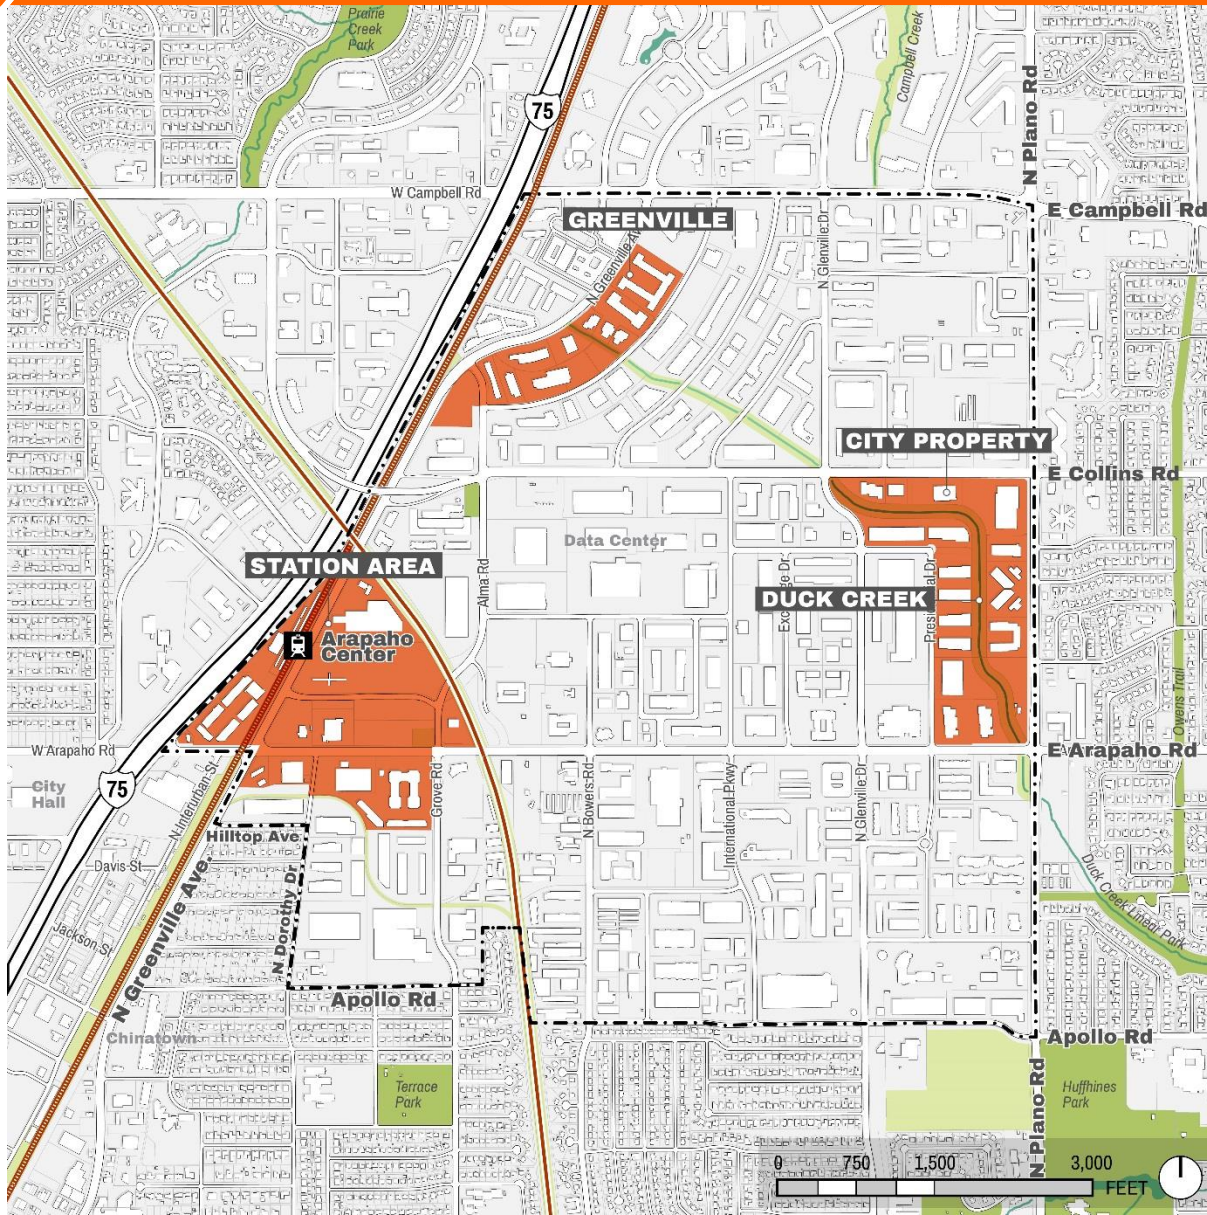 Prairie
Creek
Park
Campbell Creek
75
N Plano Rd
W Campbell Rd
E Campbell Rd
GREENVILLE
N Greenville Av
N Glenville Dr
CITY PROPERTY
E Collins Rd
Data Center
STATION AREA
Alma Rd
DUCK CREEK
Presidential Dr
Arapaho
Center
Owens Trail
W Arapaho Rd
E Arapaho Rd
75
City
Hall
N Interurban St
Grove Rd
N Bowers Rd
International Pkwy
N Glenville Dr
Hilltop Ave
Davis St
N Dorothy Dr
Duck Creek Linear Park
Jackson St
N Greenville Ave.
Apollo Rd
Chinatown
Apollo Rd
Terrace
Park
N Plano Rd
Huffhines
Park
0 750 1,500 3,000
FEET